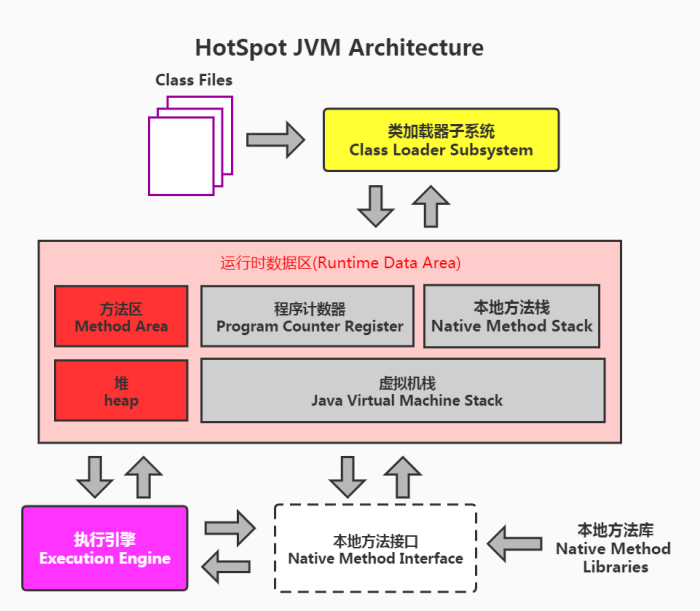 HotSpot JVM Architecture
Class Files
类加载器子系统
Class Loader Subsystem
运行时数据区(Runtime Data Area)
方法区
Method Area
程序计数器
Program Counter Register
本地方法栈
Native Method Stack
堆
heap
虚拟机栈
Java Virtual Machine Stack
执行引擎
Execution Engine
本地方法接口
Native Method Interface
本地方法库
Native Method
Libraries